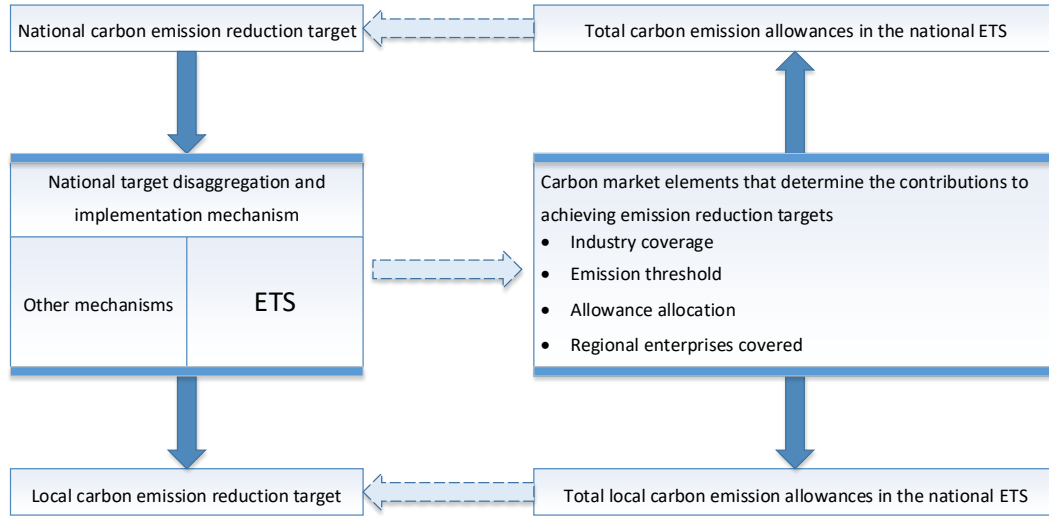 National carbon emission reduction target
Total carbon emission allowances in the national ETS
National target disaggregation and
implementation mechanism
Other mechanisms
ETS
Carbon market elements that determine the contributions to
achieving emission reduction targets
• Industry coverage
• Emission threshold
• Allowance allocation
• Regional enterprises covered
Local carbon emission reduction target
Total local carbon emission allowances in the national ETS